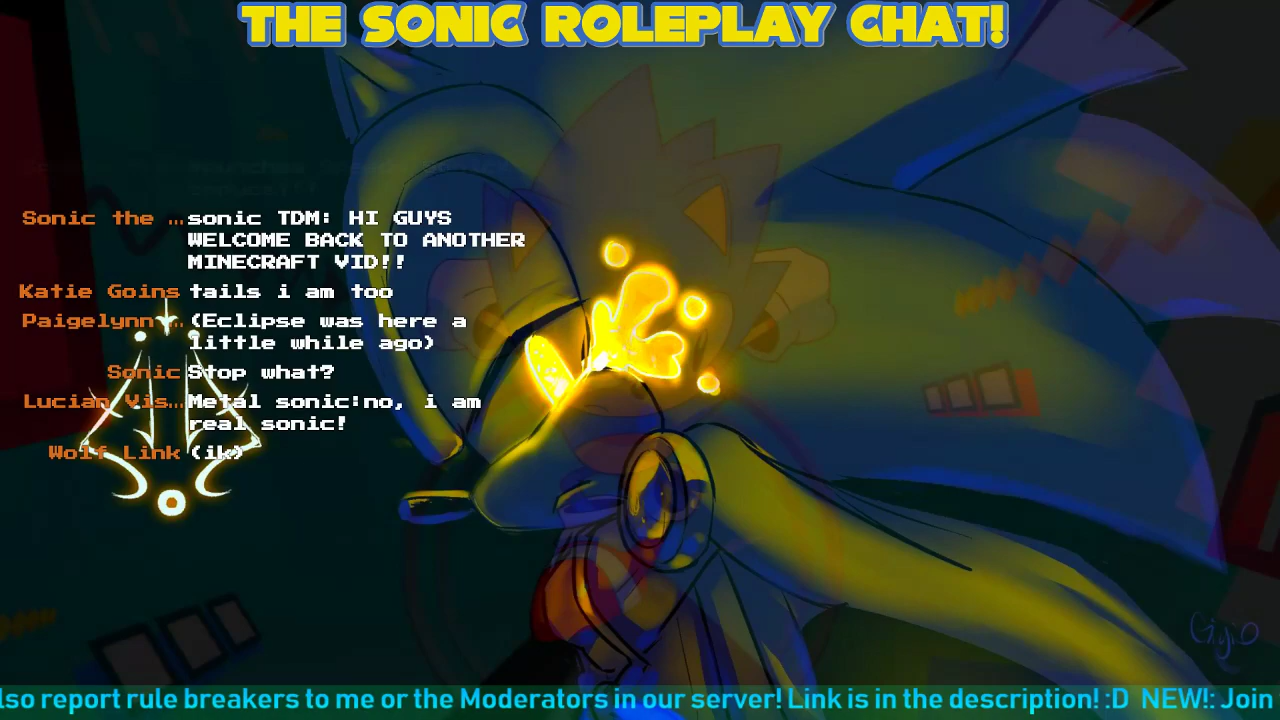 THE SONIC ROLEPLAY CHAT!
Sonic the ... sonic TDM: HI GUYS
WELCOME BACK TO ANOTHER
MINECRAFT VID!!
Katie Goins tails i am too
Paigelynn ... (Eclipse was here a
little while ago)
Sonic Stop what?
Lucian Vis... Metal sonic:no, i am
real sonic!
Wolf Link (ik)
lso report rule breakers to me or the Moderators in our server! Link is in the description! :D NEW!: Join